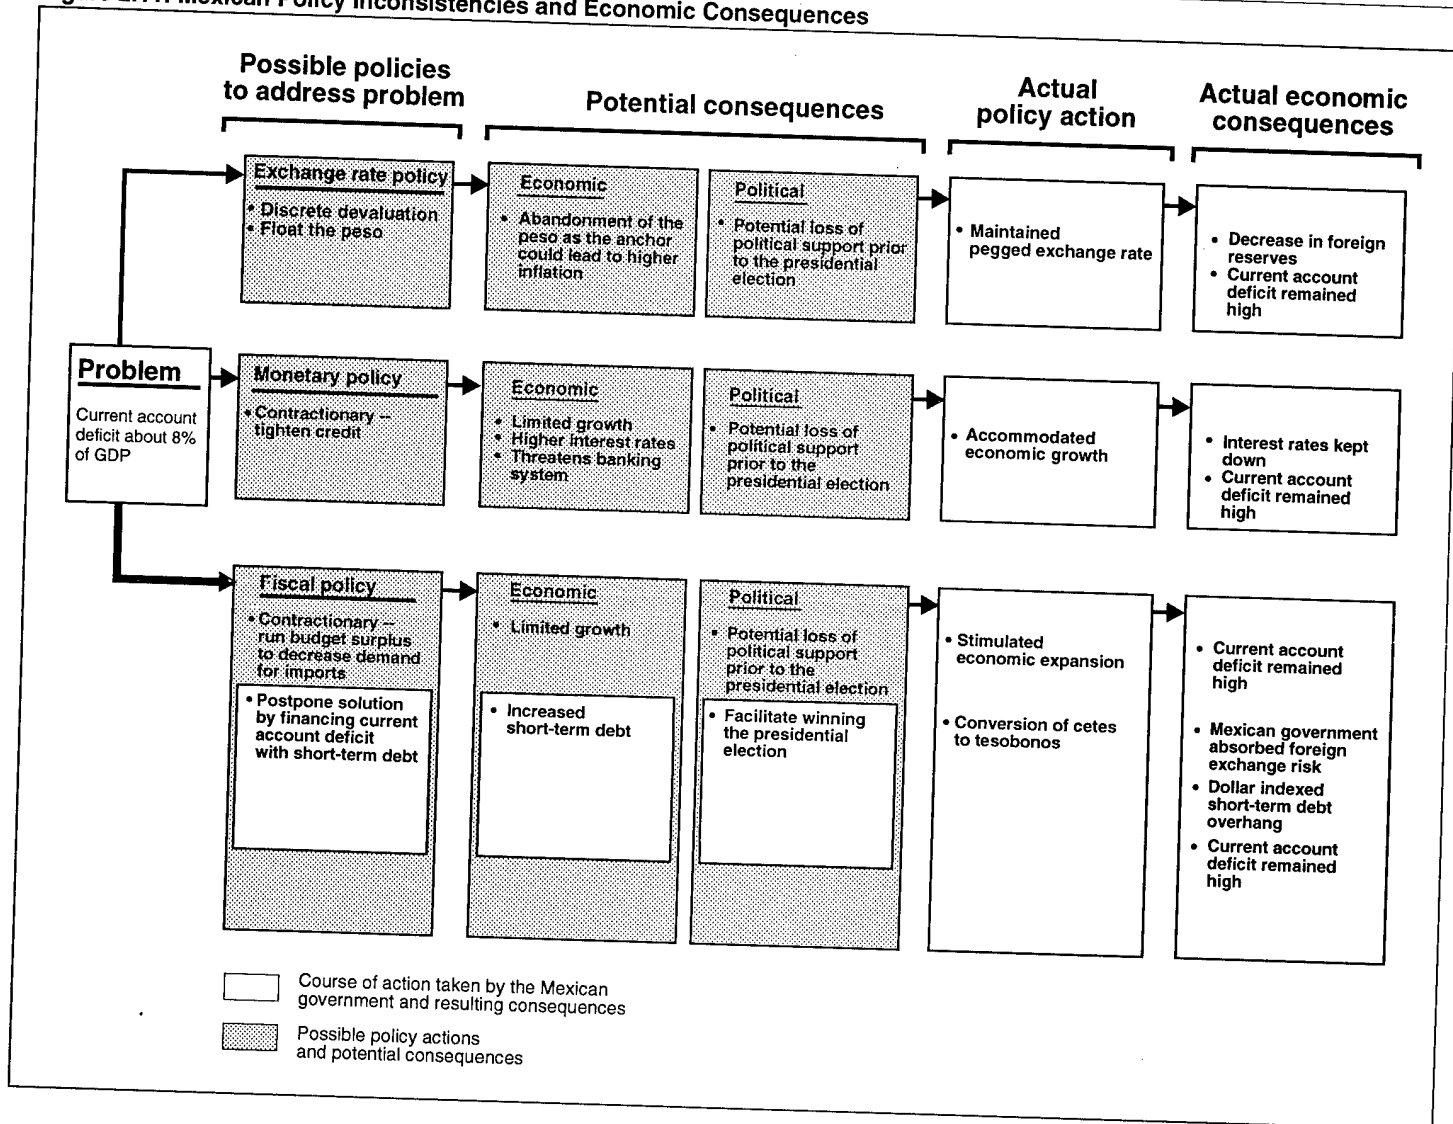 Mexican Policy Inconsistencies and Economic Consequences
Possible policies
to address problem
Potential consequences
Actual
policy action
Actual economic
consequences
Problem
Current account
deficit about 8%
of GDP
Exchange rate policy
• Discrete devaluation
• Float the peso
Economic
• Abandonment of the
peso as the anchor
could lead to higher
inflation
Political
• Potential loss of
political support prior
to the presidential
election
• Maintained
pegged exchange rate
• Decrease in foreign
reserves
• Current account
deficit remained
high
Monetary policy
• Contractionary –
tighten credit
Economic
• Limited growth
• Higher interest rates
• Threatens banking
system
Political
• Potential loss of
political support
prior to the
presidential election
• Accommodated
economic growth
• Interest rates kept
down
• Current account
deficit remained
high
Fiscal policy
• Contractionary –
run budget surplus
to decrease demand
for imports
• Postpone solution
by financing current
account deficit
with short-term debt
Economic
• Limited growth
• Increased
short-term debt
Political
• Potential loss of
political support
prior to the
presidential election
• Facilitate winning
the presidential
election
• Stimulated
economic expansion
• Conversion of cetes
to tesobonos
• Current account
deficit remained
high
• Mexican government
absorbed foreign
exchange risk
• Dollar indexed
short-term debt
overhang
• Current account
deficit remained
high
Course of action taken by the Mexican
government and resulting consequences
Possible policy actions
and potential consequences